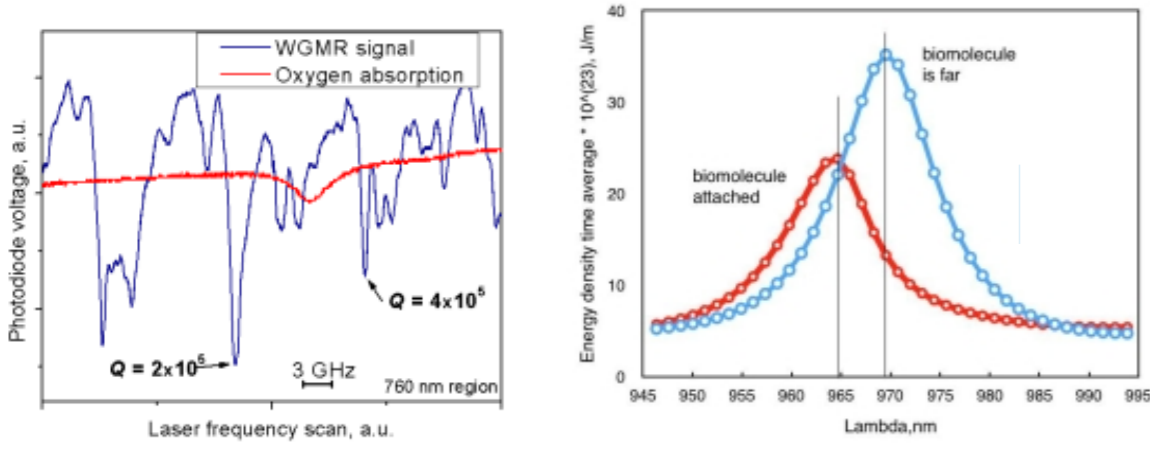 WGMR signal
Oxygen absorption
Photodiode voltage, a.u.
Q = 4x10⁵
Q = 2x10⁵
3 GHz
760 nm region
Laser frequency scan, a.u.
Energy density time average * 10^(23), J/m
40
30
20
10
0
biomolecule
is far
biomolecule
attached
945 950 955 960 965 970 975 980 985 990 995
Lambda,nm